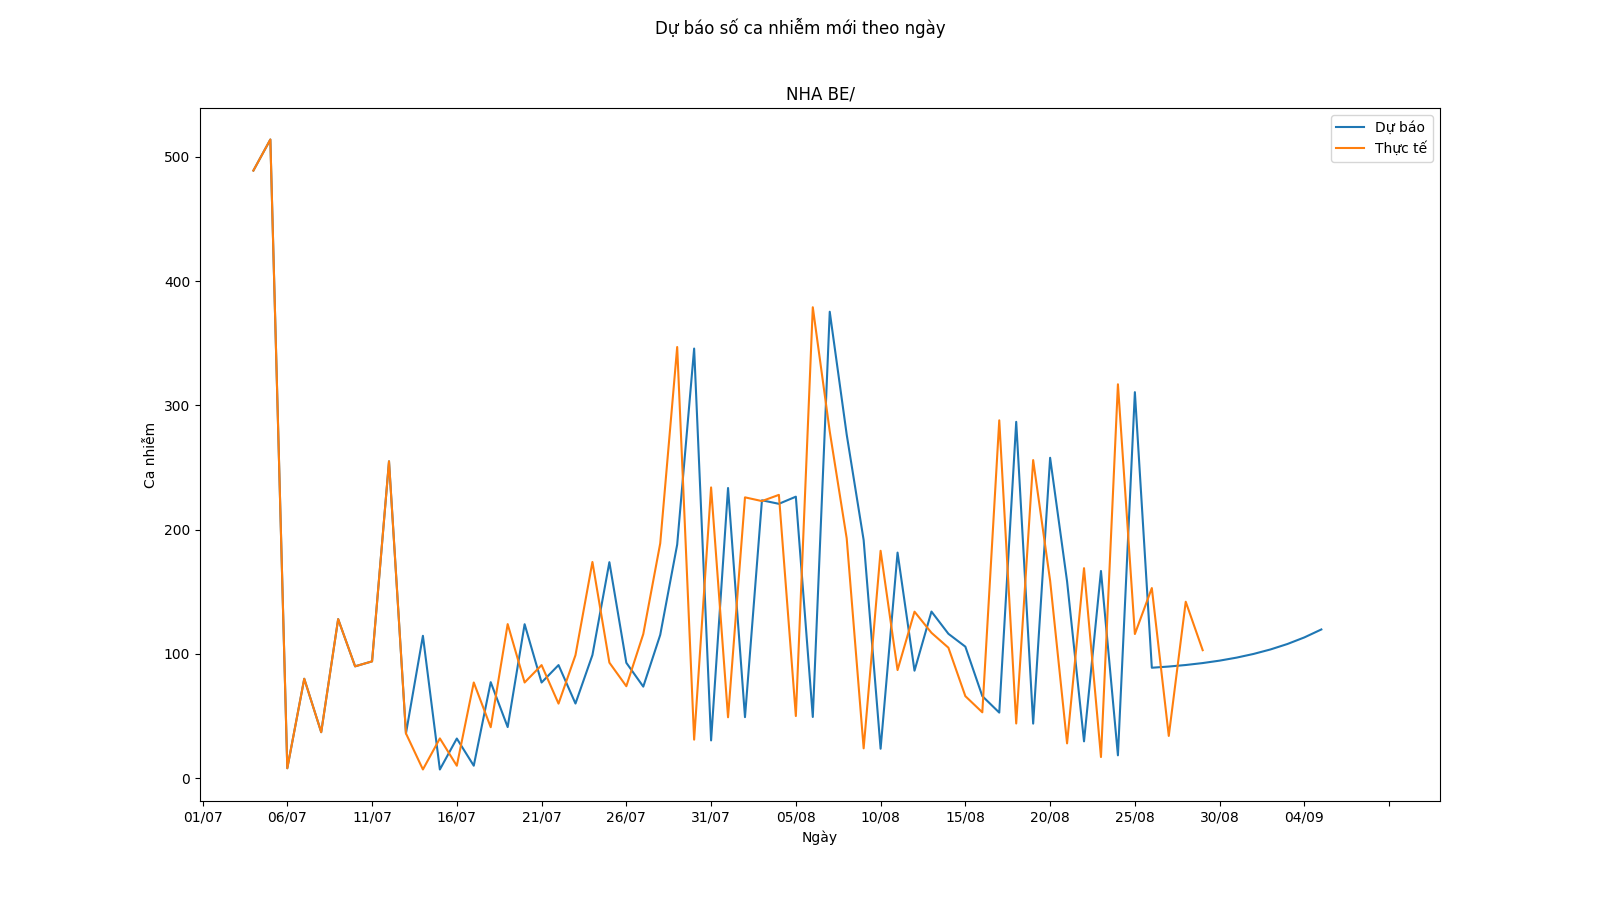 Dự báo số ca nhiễm mới theo ngày
NHA BE/
Dự báo
Thực tế
500
400
300
200
100
0
Ca nhiễm
01/07 06/07 11/07 16/07 21/07 26/07 31/07 05/08 10/08 15/08 20/08 25/08 30/08 04/09
Ngày